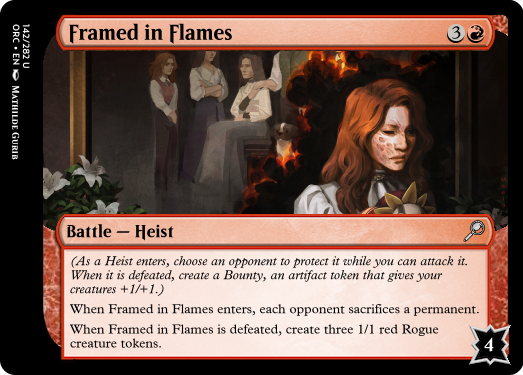 Framed in Flames 3
Battle — Heist
(As a Heist enters, choose an opponent to protect it while you can attack it.
When it is defeated, create a Bounty, an artifact token that gives your
creatures +1/+1.)
When Framed in Flames enters, each opponent sacrifices a permanent.
When Framed in Flames is defeated, create three 1/1 red Rogue
creature tokens.
4
142/282 U
ORC • EN MATHILDE GURIB